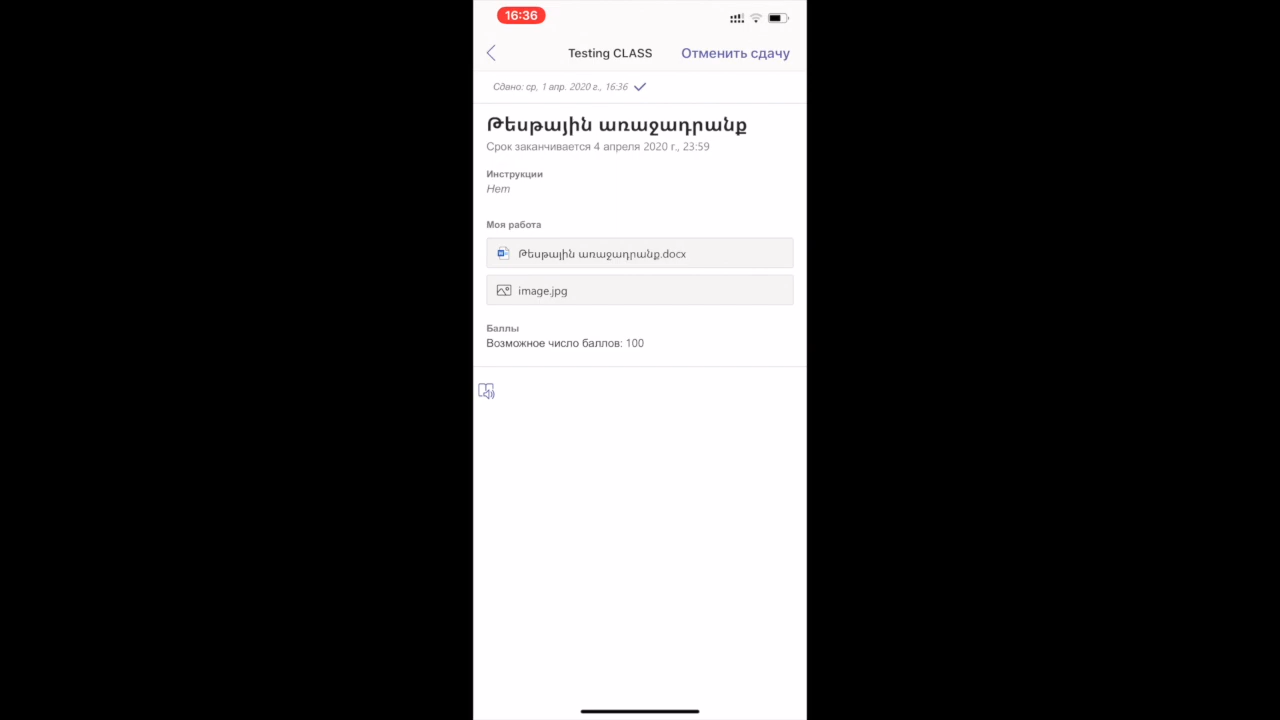 16:36
Testing CLASS
Отменить сдачу
Сдано: ср, 1 апр. 2020 г., 16:36
Թեսթային առաջադրանք
Срок заканчивается 4 апреля 2020 г., 23:59
Инструкции
Нет
Моя работа
Թեսթային առաջադրանք.docx
image.jpg
Баллы
Возможное число баллов: 100